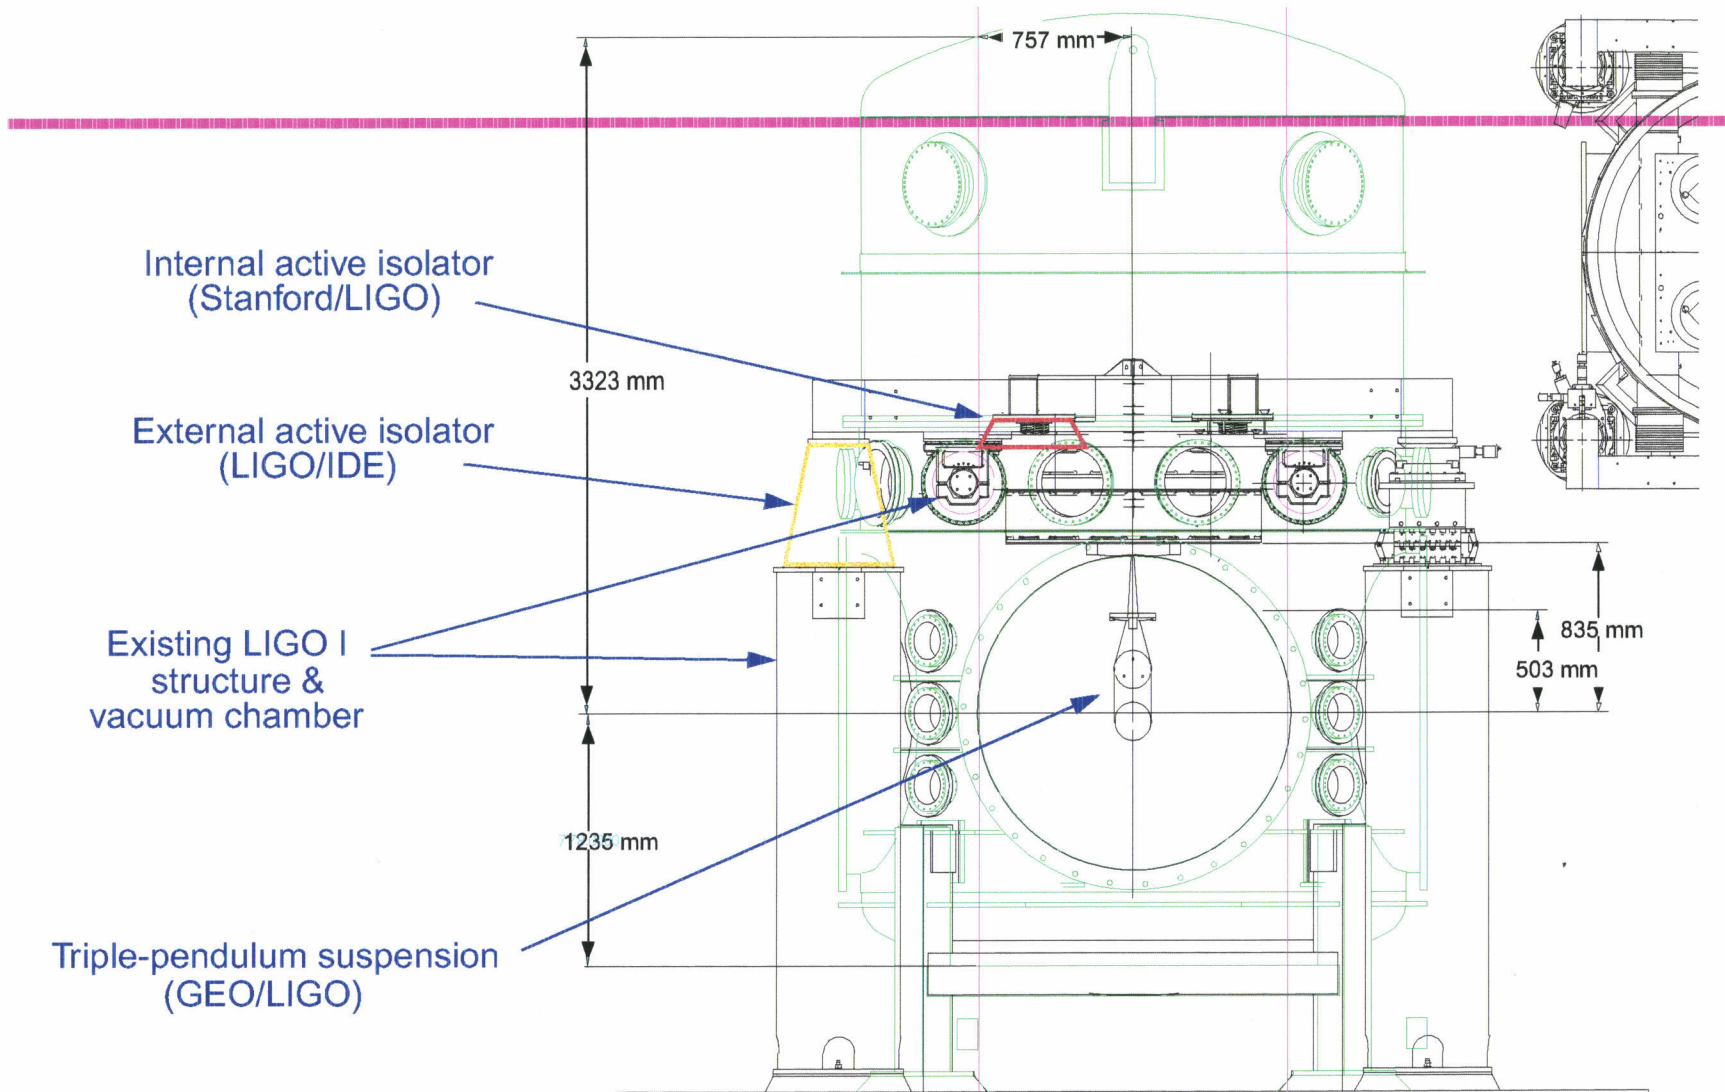 757 mm
Internal active isolator
(Stanford/LIGO)
3323 mm
External active isolator
(LIGO/IDE)
Existing LIGO I
structure &
vacuum chamber
835 mm
503 mm
1235 mm
Triple-pendulum suspension
(GEO/LIGO)